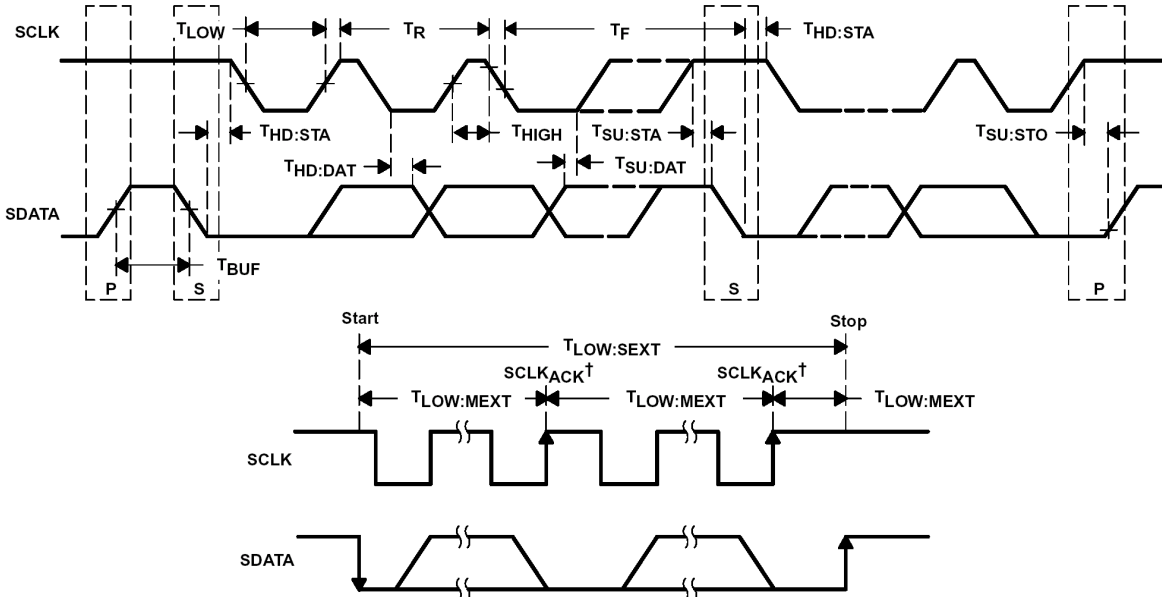 SCLK
TLOW
TR
TF
THD:STA
THD:STA
THIGH
TSU:STA
TSU:STO
THD:DAT
TSU:DAT
SDATA
TBUF
P
S
S
P
Start
Stop
TLOW:SEXT
SCLKACK†
SCLKACK†
TLOW:MEXT
TLOW:MEXT
TLOW:MEXT
SCLK
SDATA